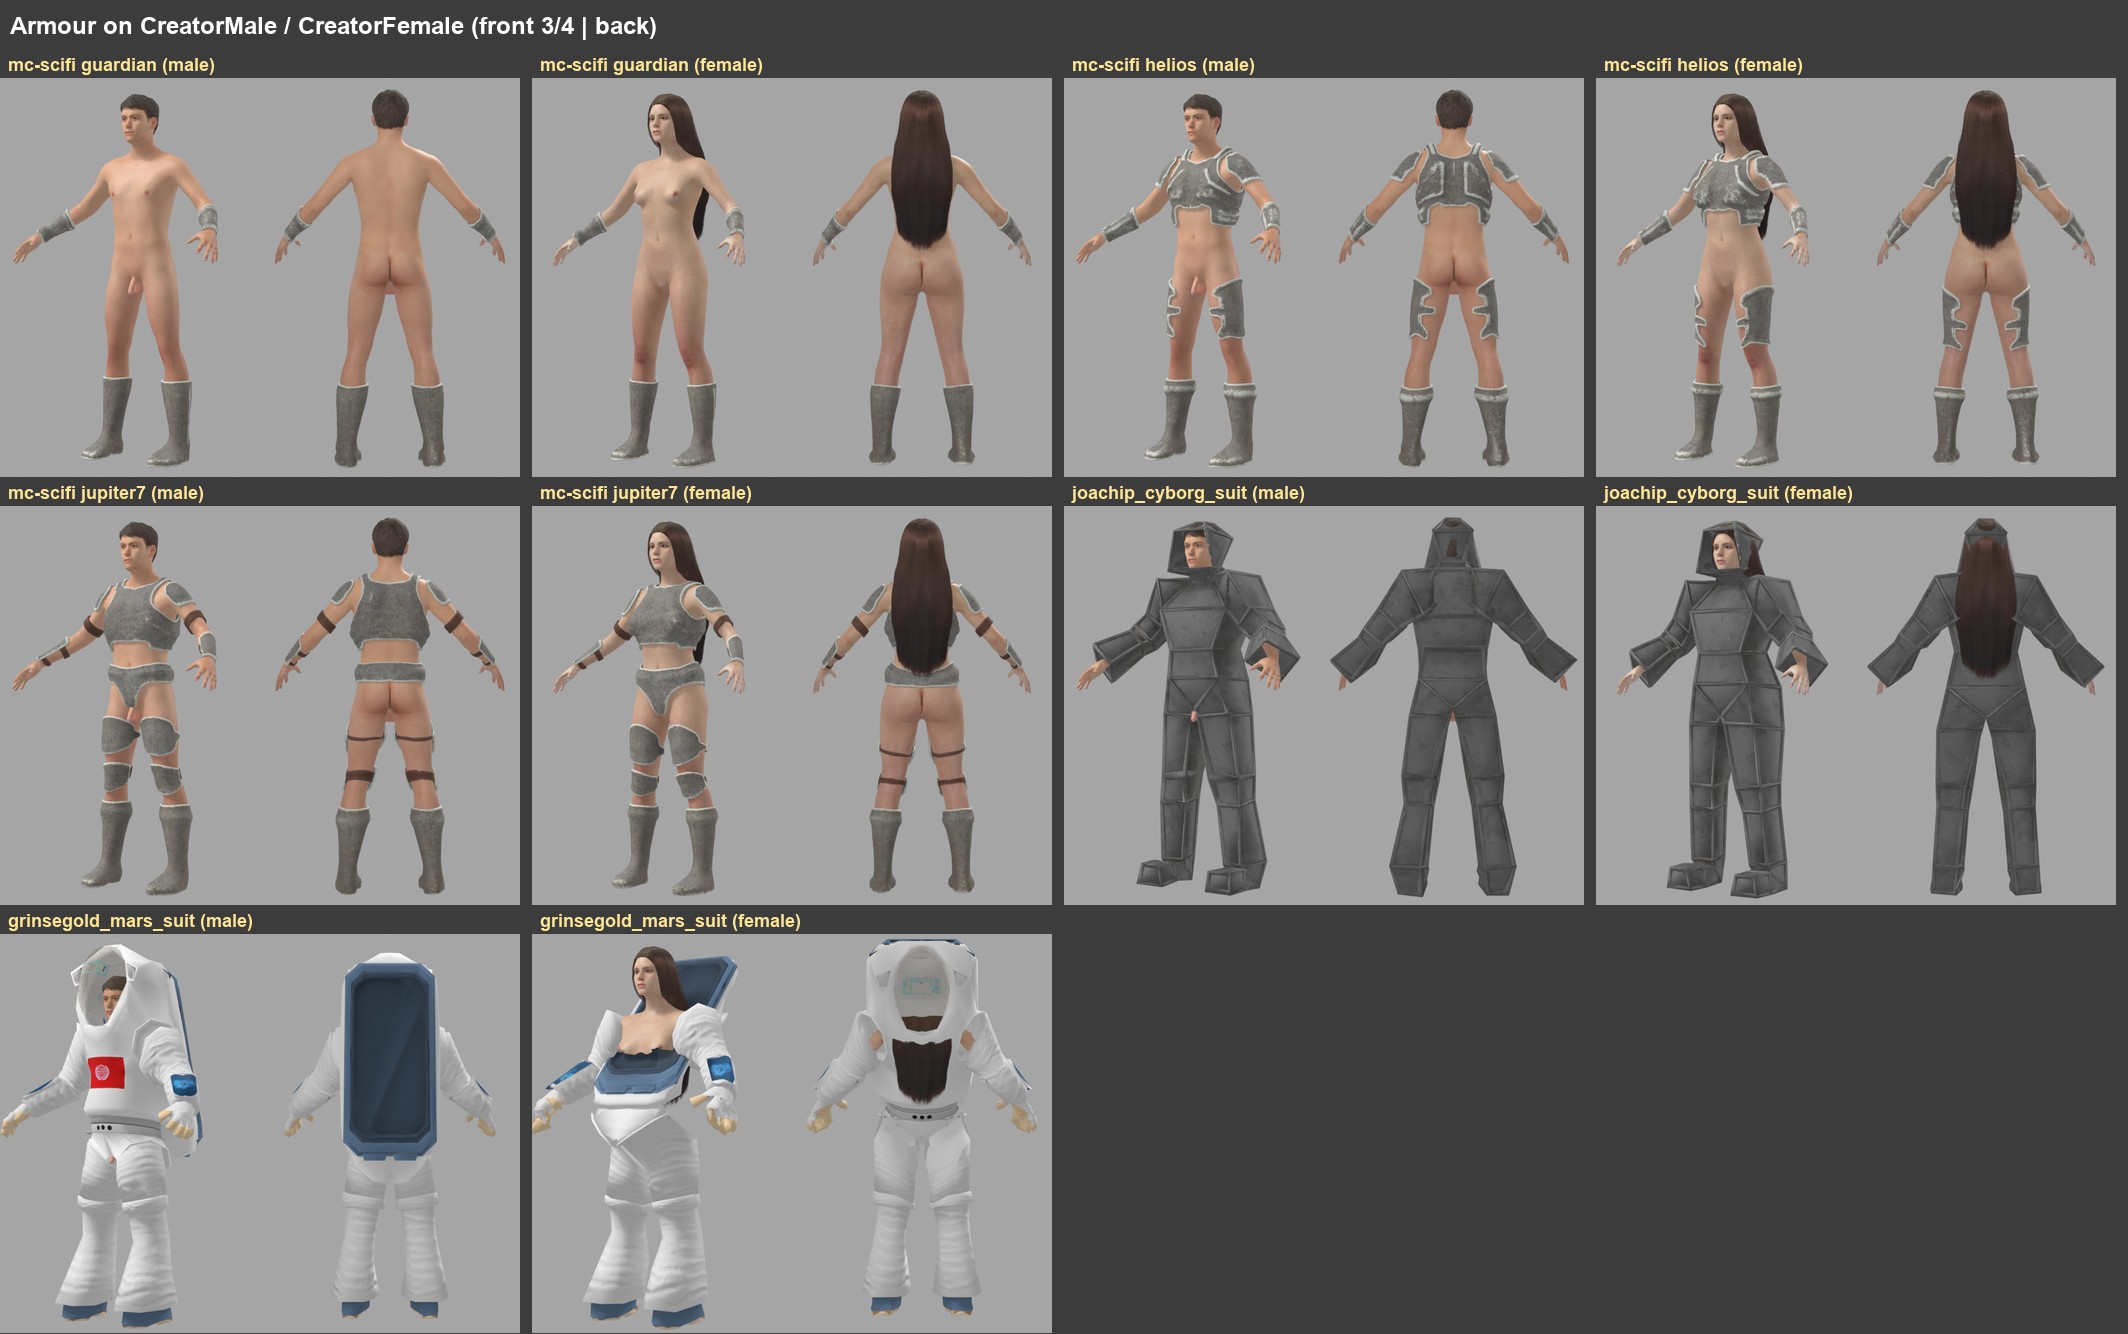 Armour on CreatorMale / CreatorFemale (front 3/4 | back)
mc-scifi guardian (male)
mc-scifi guardian (female)
mc-scifi helios (male)
mc-scifi helios (female)
mc-scifi jupiter7 (male)
mc-scifi jupiter7 (female)
joachip_cyborg_suit (male)
joachip_cyborg_suit (female)
grinsegold_mars_suit (male)
grinsegold_mars_suit (female)